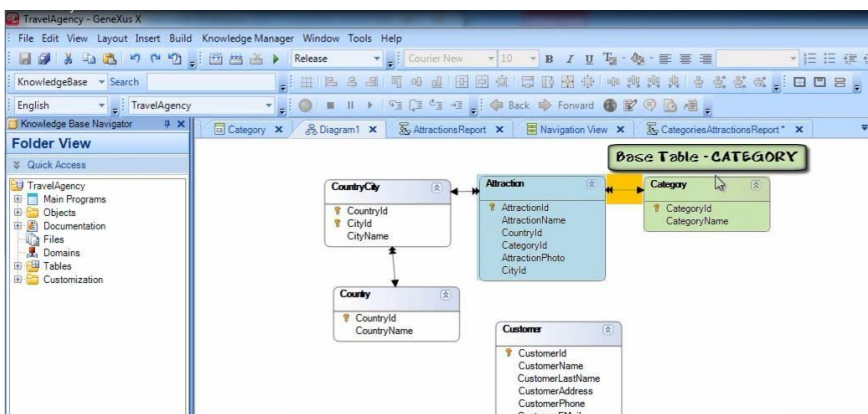 TravelAgency - GeneXus X
File Edit View Layout Insert Build Knowledge Manager Window Tools Help
Release Courier New 10 B I U
KnowledgeBase Search
English TravelAgency Back Forward
Knowledge Base Navigator
Category Diagram1 AttractionsReport Navigation View CategoriesAttractionsReport *
Folder View
Quick Access
TravelAgency
Main Programs
Objects
Documentation
Files
Domains
Tables
Customization
Base Table - CATEGORY
CountryCity
CountryId
CityId
CityName
Attraction
AttractionId
AttractionName
CountryId
CategoryId
AttractionPhoto
CityId
Category
CategoryId
CategoryName
Country
CountryId
CountryName
Customer
CustomerId
CustomerName
CustomerLastName
CustomerAddress
CustomerPhone